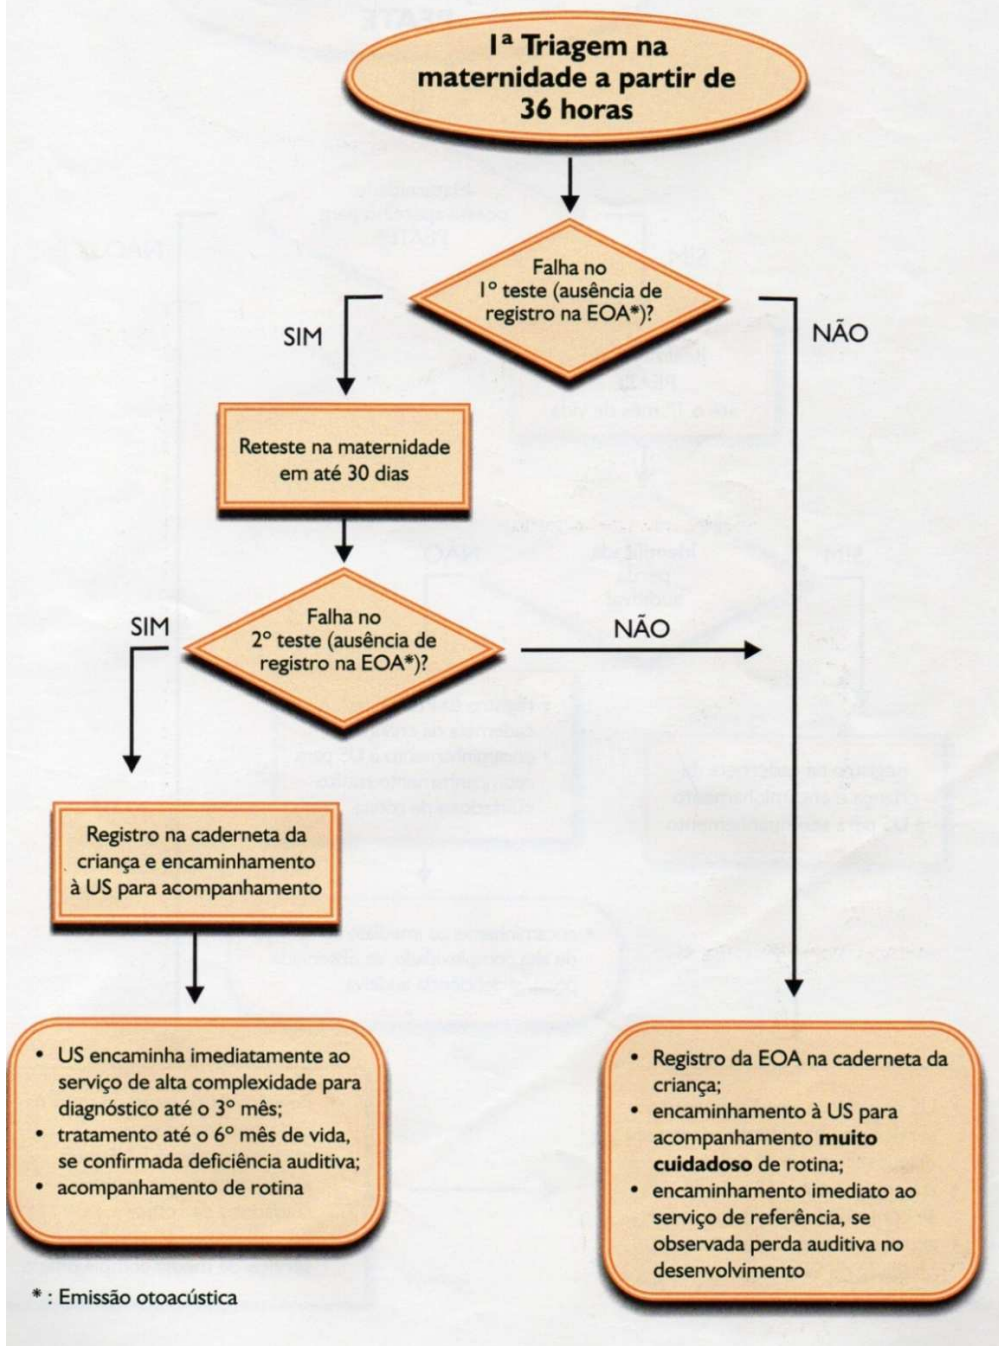 1ª Triagem na
maternidade a partir de
36 horas
Falha no
1º teste (ausência de
registro na EOA*)?
SIM
NÃO
Reteste na maternidade
em até 30 dias
Falha no
2º teste (ausência de
registro na EOA*)?
SIM
NÃO
Registro na caderneta da
criança e encaminhamento
à US para acompanhamento
• US encaminha imediatamente ao
serviço de alta complexidade para
diagnóstico até o 3º mês;
• tratamento até o 6º mês de vida,
se confirmada deficiência auditiva;
• acompanhamento de rotina
• Registro da EOA na caderneta da
criança;
• encaminhamento à US para
acompanhamento muito
cuidadoso de rotina;
• encaminhamento imediato ao
serviço de referência, se
observada perda auditiva no
desenvolvimento
* : Emissão otoacústica